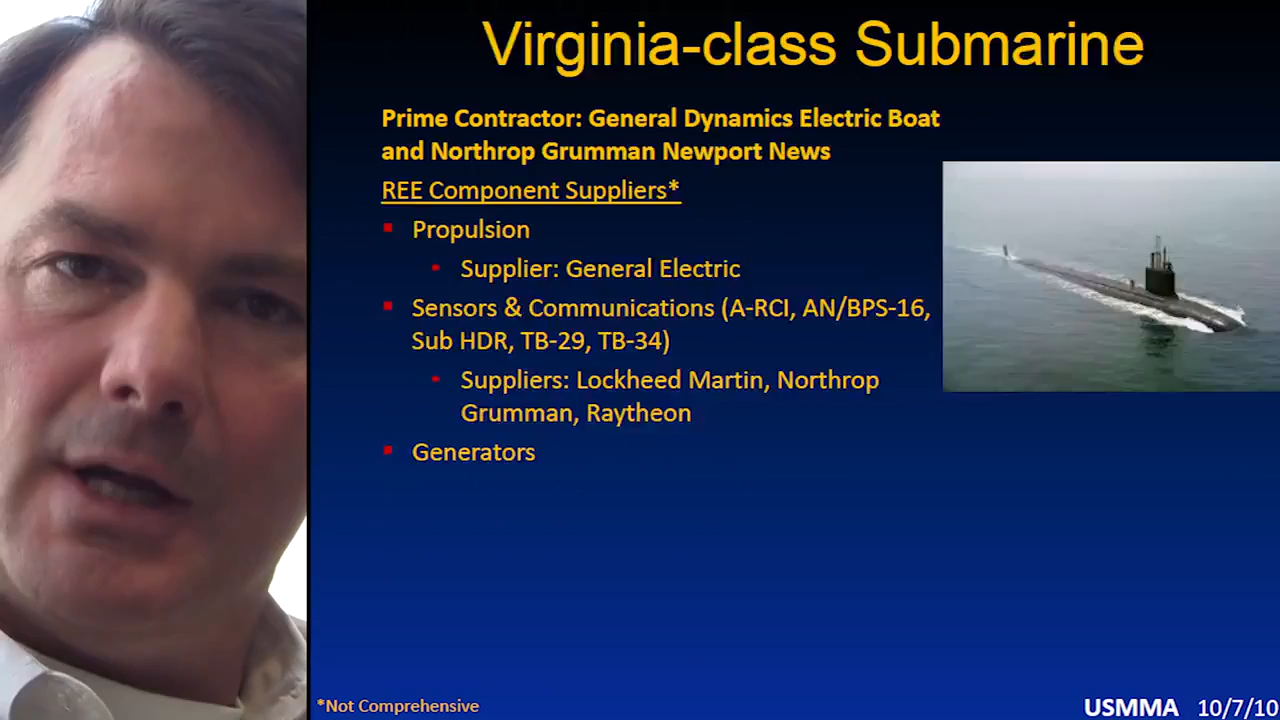 Virginia-class Submarine
Prime Contractor: General Dynamics Electric Boat
and Northrop Grumman Newport News
REE Component Suppliers*
Propulsion
Supplier: General Electric
Sensors & Communications (A-RCI, AN/BPS-16,
Sub HDR, TB-29, TB-34)
Suppliers: Lockheed Martin, Northrop
Grumman, Raytheon
Generators
*Not Comprehensive
USMMA 10/7/10